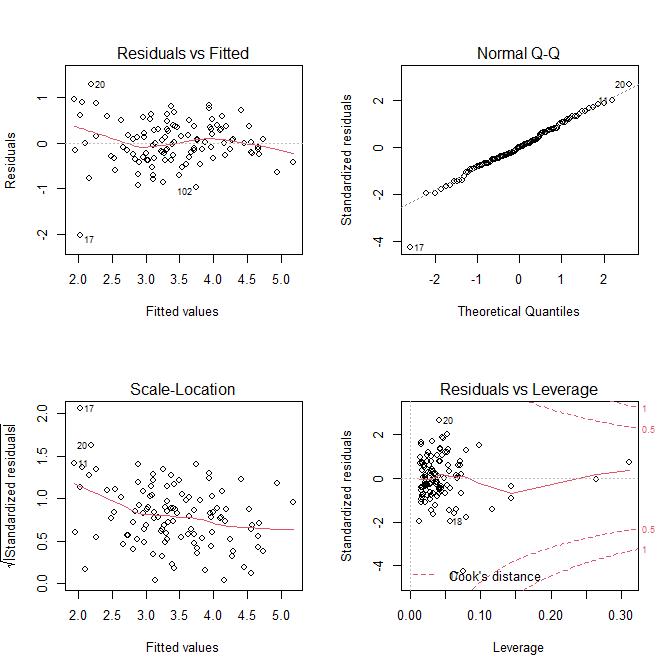 Residuals vs Fitted
Residuals
1
0
-1
-2
20
102
17
2.0 2.5 3.0 3.5 4.0 4.5 5.0
Fitted values
Normal Q-Q
Standardized residuals
2
0
-2
-4
20
11
17
-2 -1 0 1 2
Theoretical Quantiles
Scale-Location
√|Standardized residuals|
2.0
1.5
1.0
0.5
0.0
17
20
11
2.0 2.5 3.0 3.5 4.0 4.5 5.0
Fitted values
Residuals vs Leverage
Standardized residuals
2
0
-2
-4
20
18
1
0.5
0.5
1
Cook's distance
0.00 0.10 0.20 0.30
Leverage